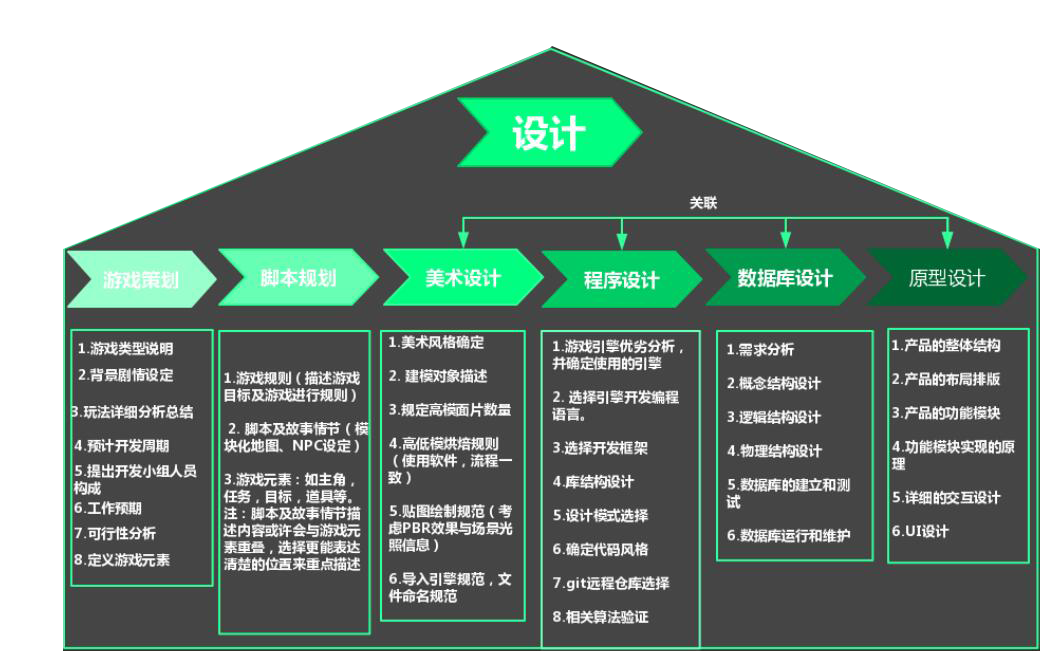 设计
关联
游戏策划
脚本规划
美术设计
程序设计
数据库设计
原型设计
1.游戏类型说明
2.背景剧情设定
3.玩法详细分析总结
4.预计开发周期
5.提出开发小组人员
构成
6.工作预期
7.可行性分析
8.定义游戏元素
1.游戏规则（描述游戏
目标及游戏进行规则）
2. 脚本及故事情节（模
块化地图、NPC设定）
3.游戏元素：如主角，
任务，目标，道具等。
注：脚本及故事情节描
述内容或许会与游戏元
素重叠，选择更能表达
清楚的位置来重点描述
1.美术风格确定
2. 建模对象描述
3.规定高模面片数量
4.高低模烘焙规则
（使用软件，流程一
致）
5.贴图绘制规范（考
虑PBR效果与场景光
照信息）
6.导入引擎规范，文
件命名规范
1.游戏引擎优劣分析，
并确定使用的引擎
2. 选择引擎开发编程
语言。
3.选择开发框架
4.库结构设计
5.设计模式选择
6.确定代码风格
7.git远程仓库选择
8.相关算法验证
1.需求分析
2.概念结构设计
3.逻辑结构设计
4.物理结构设计
5.数据库的建立和测
试
6.数据库运行和维护
1.产品的整体结构
2.产品的布局排版
3.产品的功能模块
4.功能模块实现的原
理
5.详细的交互设计
6.UI设计